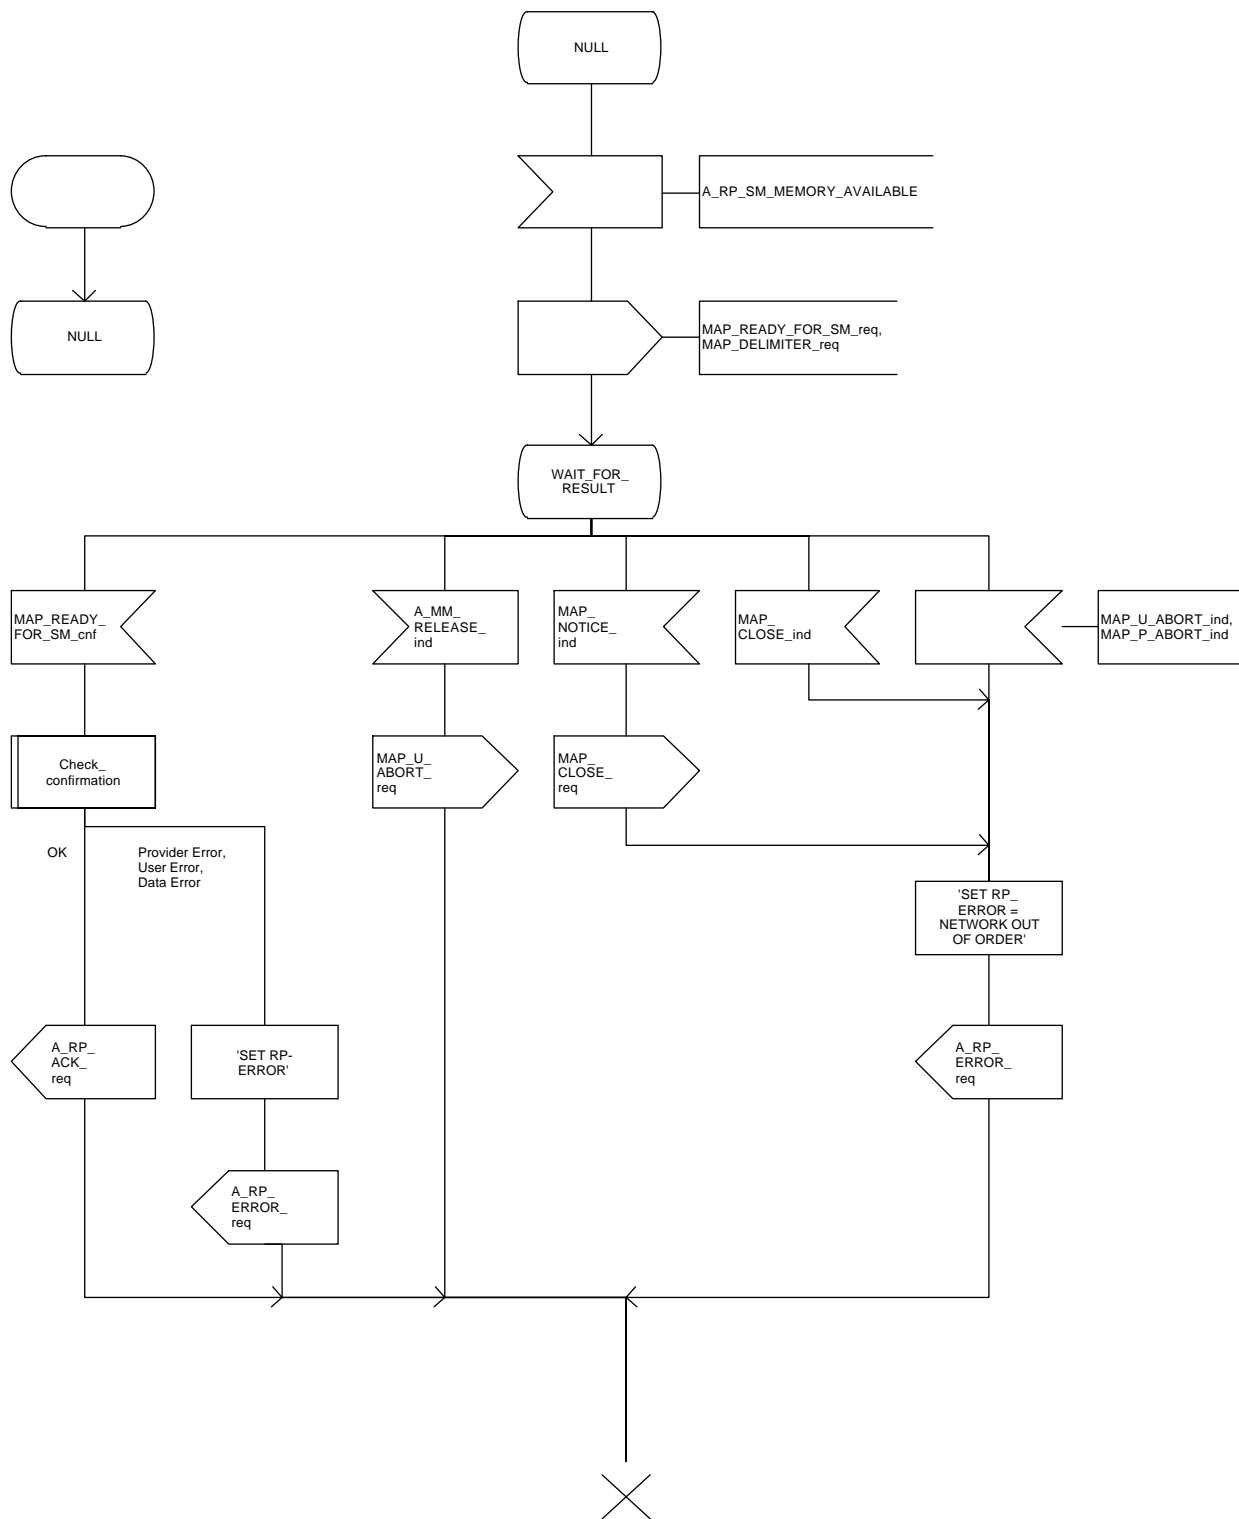 NULL
A_RP_SM_MEMORY_AVAILABLE
NULL
MAP_READY_FOR_SM_req,
MAP_DELIMITER_req
WAIT_FOR_
RESULT
MAP_READY_
FOR_SM_cnf
A_MM_
RELEASE_
ind
MAP_
NOTICE_
ind
MAP_
CLOSE_ind
MAP_U_ABORT_ind,
MAP_P_ABORT_ind
Check_
confirmation
MAP_U_
ABORT_
req
MAP_
CLOSE_
req
OK
Provider Error,
User Error,
Data Error
'SET RP_
ERROR =
NETWORK OUT
OF ORDER'
A_RP_
ACK_
req
'SET RP-
ERROR'
A_RP_
ERROR_
req
A_RP_
ERROR_
req